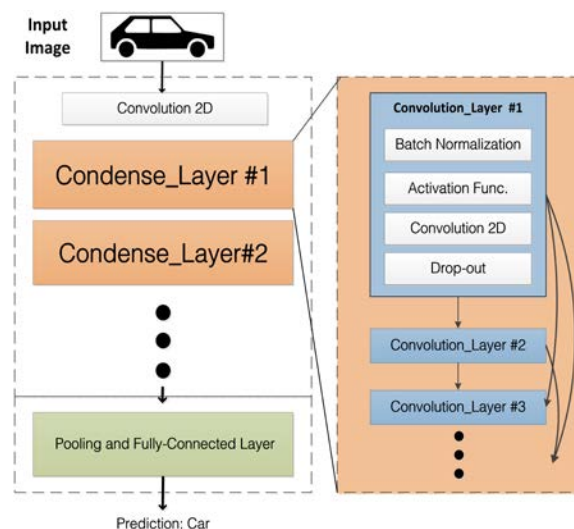 Input
Image
Convolution 2D
Condense_Layer #1
Condense_Layer#2
Pooling and Fully-Connected Layer
Prediction: Car
Convolution_Layer #1
Batch Normalization
Activation Func.
Convolution 2D
Drop-out
Convolution_Layer #2
Convolution_Layer #3